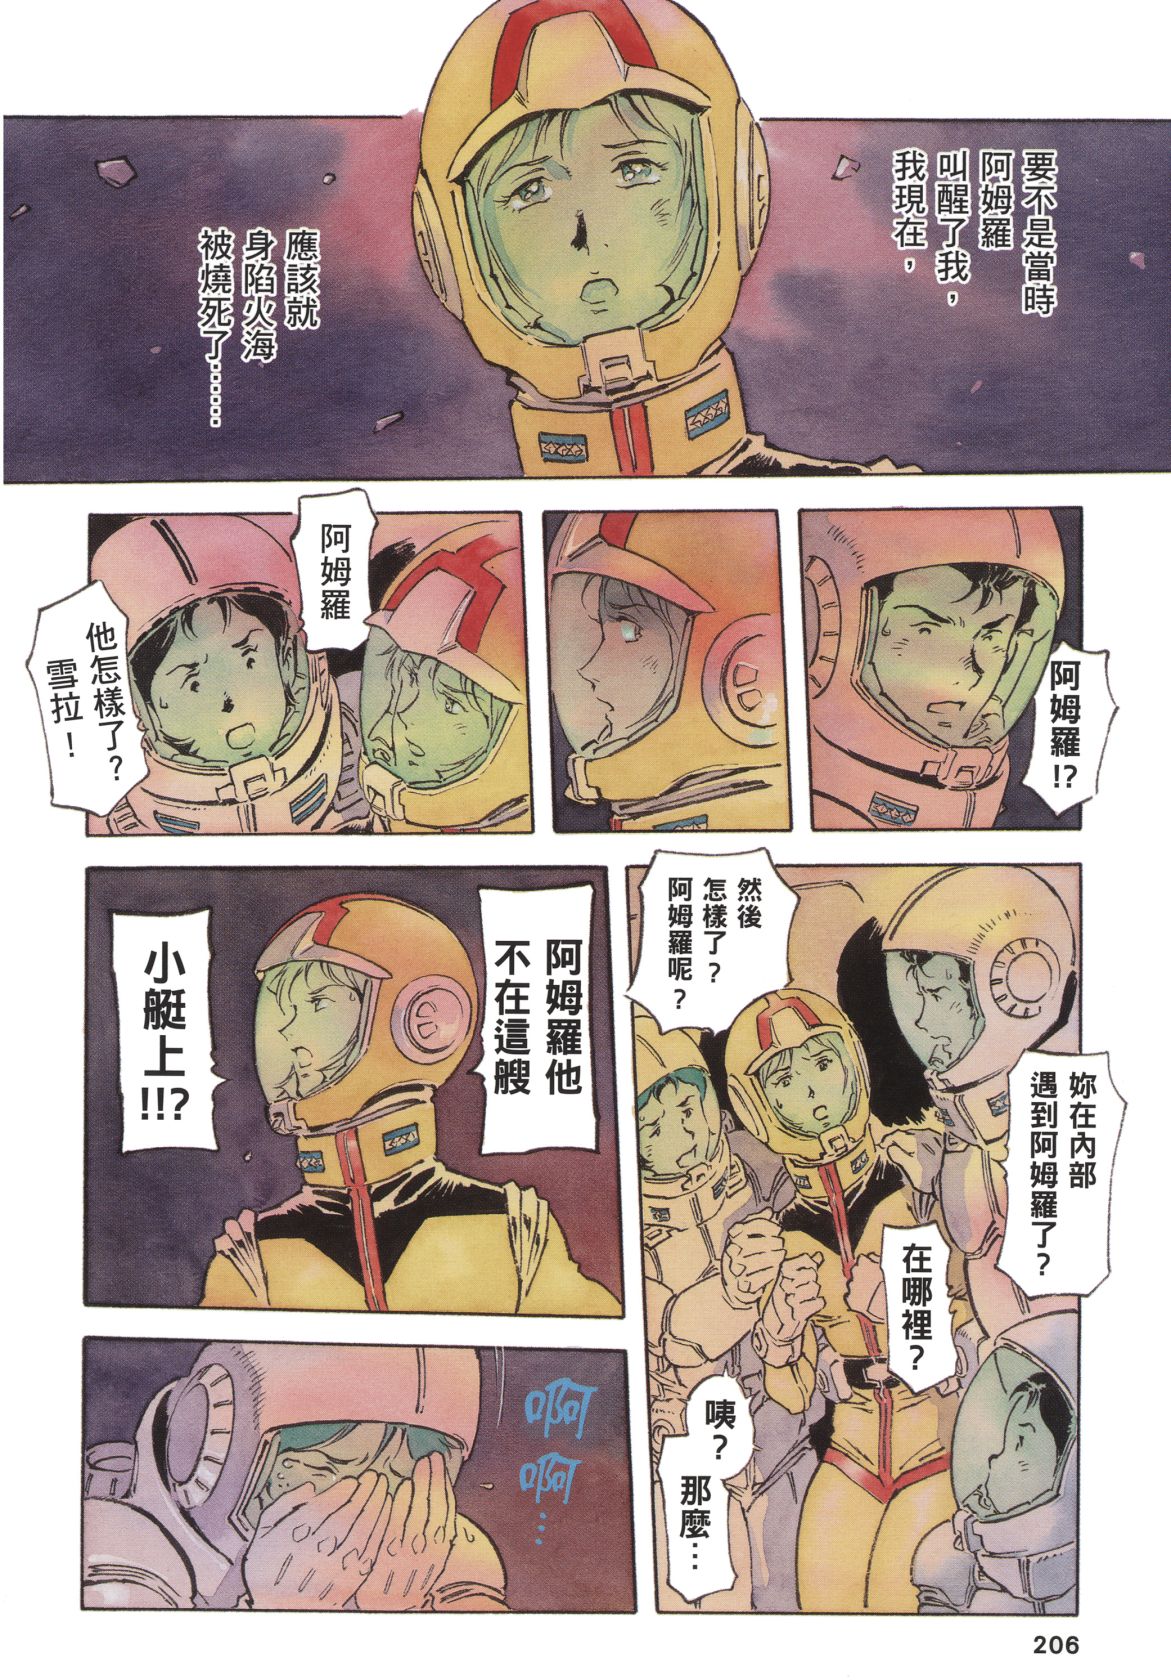 要不是當時
阿姆羅
叫醒了我，
我現在，
應該就
身陷火海
被燒死了……
阿姆羅!?
阿姆羅
他怎樣了？
雪拉！
然後
怎樣了？
阿姆羅呢？
妳在內部
遇到阿姆羅了？
在哪裡？
咦？
那麼…
阿姆羅他
不在這艘
小艇上!!?
啊
啊…
206